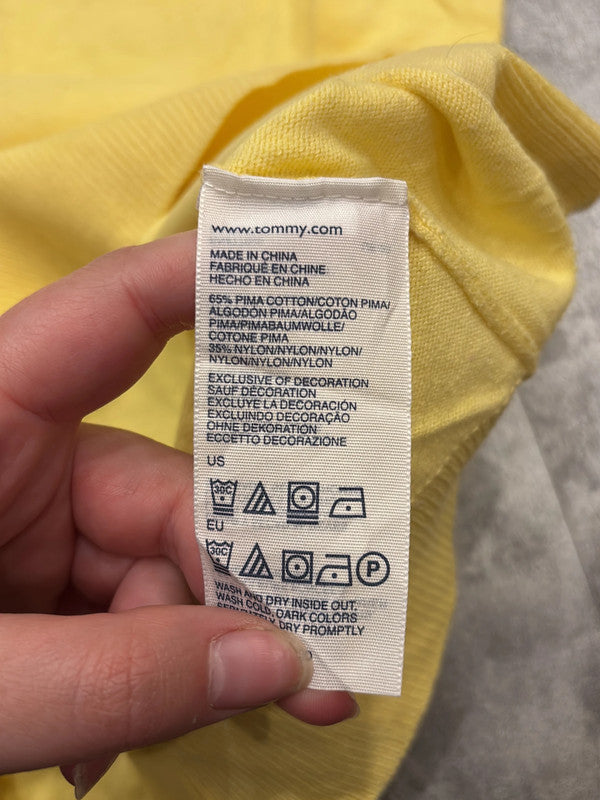 www.tommy.com
MADE IN CHINA
FABRIQUÉ EN CHINE
HECHO EN CHINA
65% PIMA COTTON/COTON PIMA/
ALGODÓN PIMA/ALGODÃO
PIMA/PIMABAUMWOLLE/
COTONE PIMA
35% NYLON/NYLON/NYLON/
NYLON/NYLON/NYLON
EXCLUSIVE OF DECORATION
SAUF DÉCORATION
EXCLUYE LA DECORACIÓN
EXCLUINDO DECORAÇÃO
OHNE DEKORATION
ECCETTO DECORAZIONE
US
30C
EU
30C P
WASH AND DRY INSIDE OUT,
WASH COLD, DARK COLORS
SEPARATELY DRY PROMPTLY